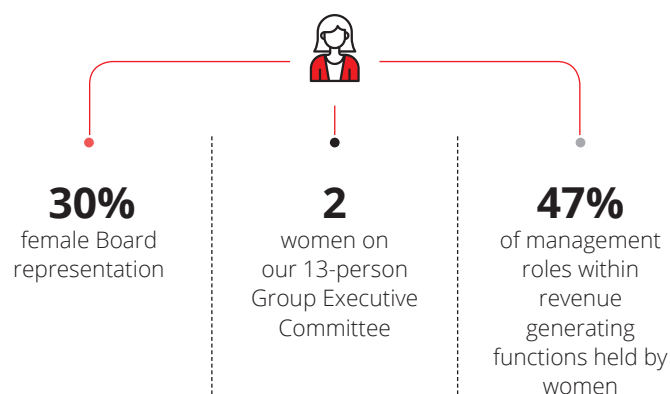 30%
female Board
representation
2
women on
our 13-person
Group Executive
Committee
47%
of management
roles within
revenue
generating
functions held by
women